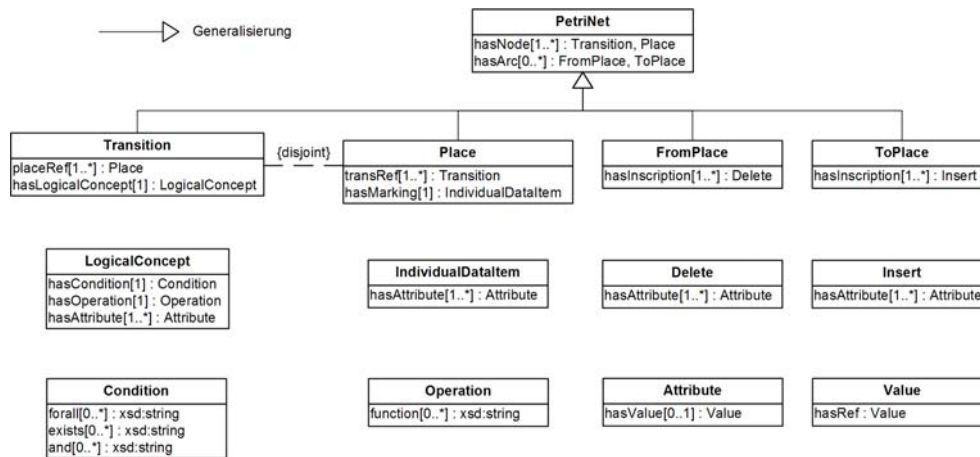 Generalisierung
PetriNet
hasNode[1..*] : Transition, Place
hasArc[0..*] : FromPlace, ToPlace
Transition
placeRef[1..*] : Place
hasLogicalConcept[1] : LogicalConcept
{disjoint}
Place
transRef[1..*] : Transition
hasMarking[1] : IndividualDataItem
FromPlace
hasInscription[1..*] : Delete
ToPlace
hasInscription[1..*] : Insert
LogicalConcept
hasCondition[1] : Condition
hasOperation[1] : Operation
hasAttribute[1..*] : Attribute
IndividualDataItem
hasAttribute[1..*] : Attribute
Delete
hasAttribute[1..*] : Attribute
Insert
hasAttribute[1..*] : Attribute
Condition
forall[0..*] : xsd:string
exists[0..*] : xsd:string
and[0..*] : xsd:string
Operation
function[0..*] : xsd:string
Attribute
hasValue[0..1] : Value
Value
hasRef : Value